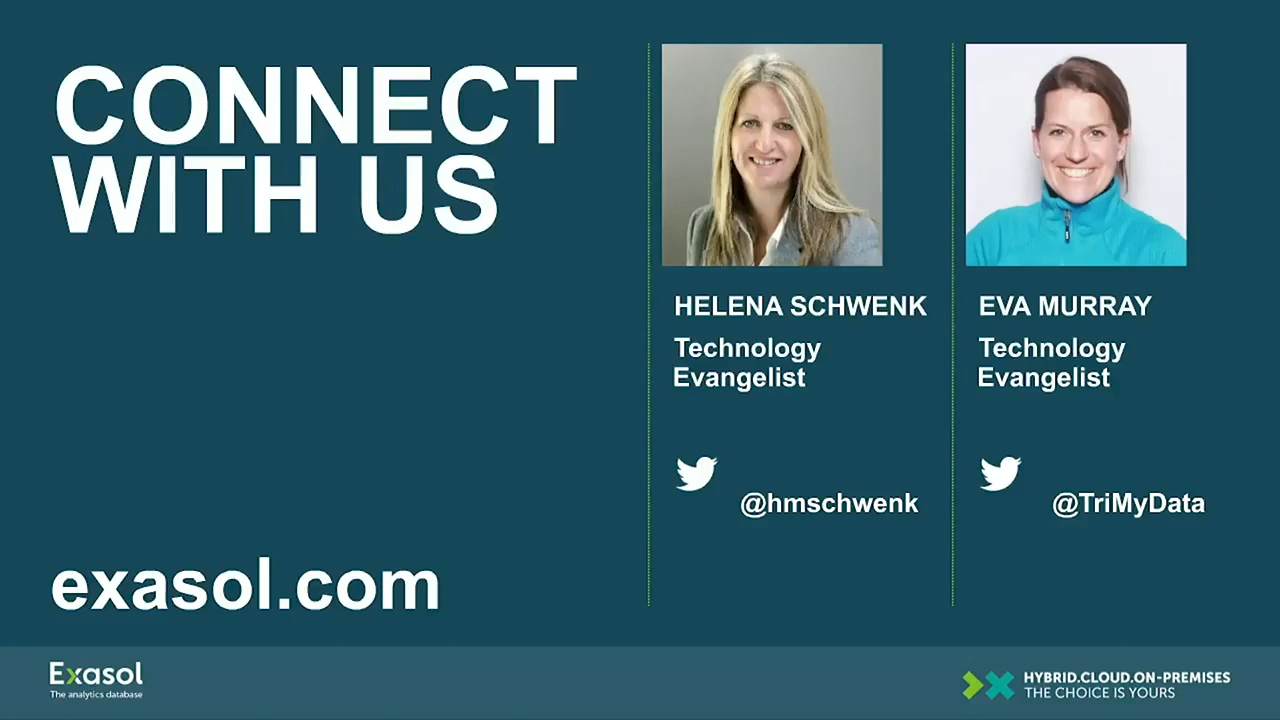 CONNECT
WITH US
HELENA SCHWENK
Technology
Evangelist
@hmschwenk
EVA MURRAY
Technology
Evangelist
@TriMyData
exasol.com
Exasol
The analytics database
HYBRID.CLOUD.ON-PREMISES
THE CHOICE IS YOURS